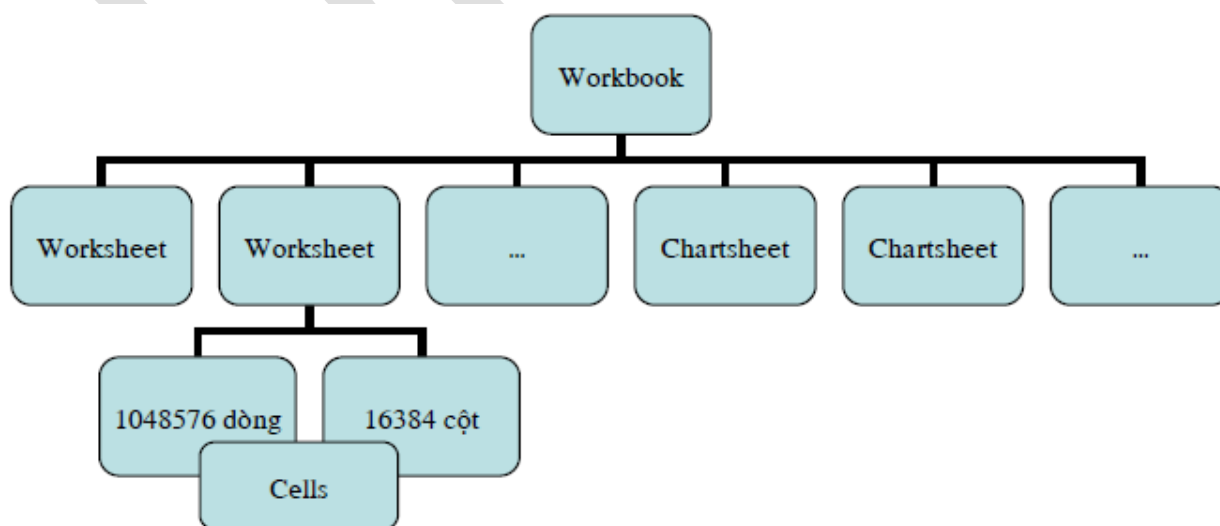 Workbook
Worksheet
Worksheet
...
Chartsheet
Chartsheet
...
1048576 dòng
16384 cột
Cells